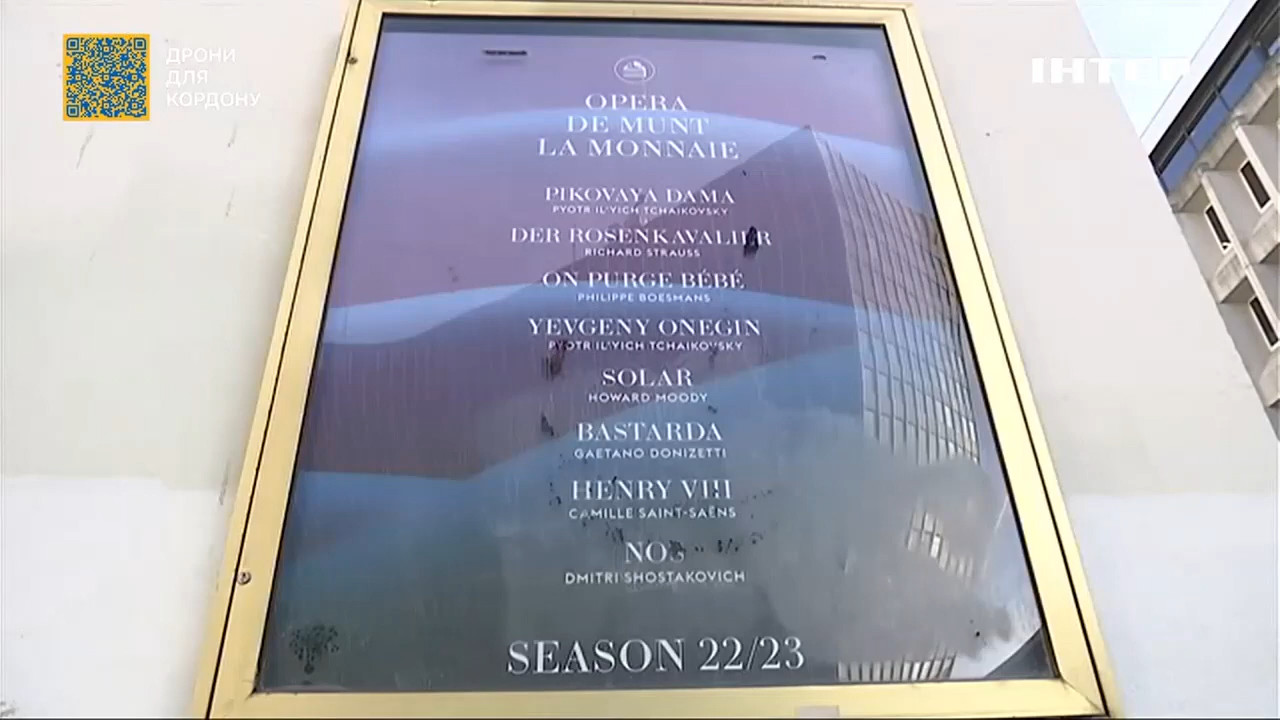 ДРОНИ
ДЛЯ
КОРДОНУ
ІНТЕР
OPERA
DE MUNT
LA MONNAIE
PIKOVAYA DAMA
PYOTR IL'YICH TCHAIKOVSKY
DER ROSENKAVALIER
RICHARD STRAUSS
ON PURGE BÉBÉ
PHILIPPE BOESMANS
YEVGENY ONEGIN
PYOTR IL'YICH TCHAIKOVSKY
SOLAR
HOWARD MOODY
BASTARDA
GAETANO DONIZETTI
HENRY VIII
CAMILLE SAINT-SAËNS
NOS
DMITRI SHOSTAKOVICH
SEASON 22/23